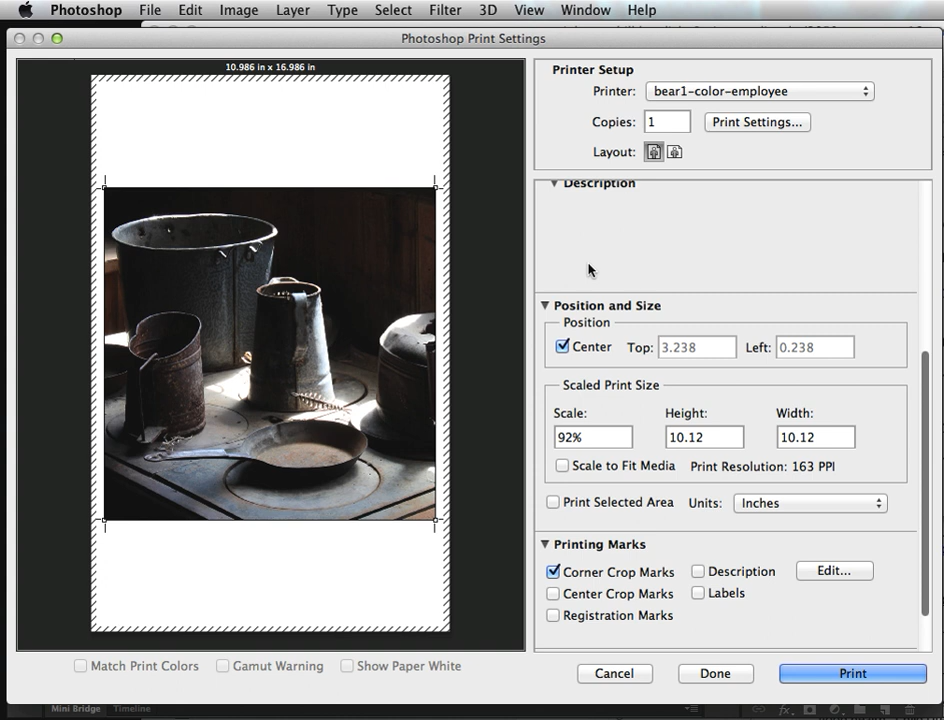 Photoshop File Edit Image Layer Type Select Filter 3D View Window Help
Photoshop Print Settings
10.986 in x 16.986 in
Printer Setup
Printer: bear1-color-employee
Copies: 1 Print Settings...
Layout:
Description
Position and Size
Position
Center Top: 3.238 Left: 0.238
Scaled Print Size
Scale: Height: Width:
92% 10.12 10.12
Scale to Fit Media Print Resolution: 163 PPI
Print Selected Area Units: Inches
Printing Marks
Corner Crop Marks Description Edit...
Center Crop Marks Labels
Registration Marks
Match Print Colors Gamut Warning Show Paper White
Cancel Done Print
Mini Bridge Timeline